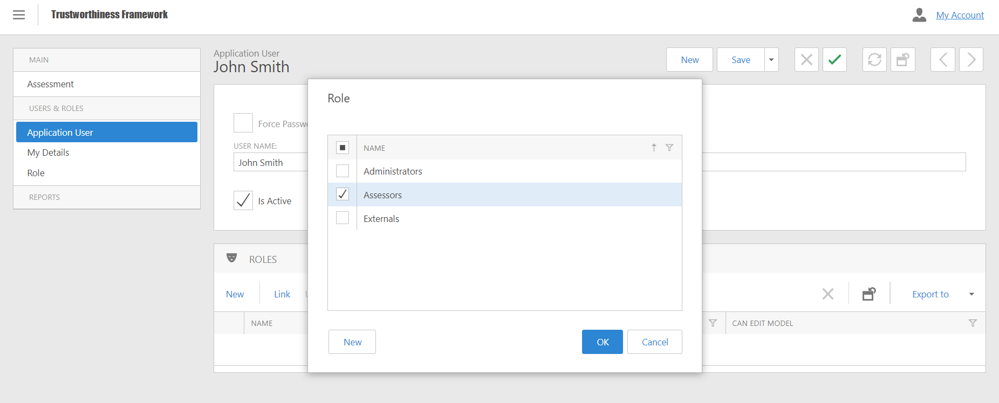 Trustworthiness Framework
My Account
MAIN
Assessment
USERS & ROLES
Application User
My Details
Role
REPORTS
Application User
John Smith
New
Save
Force Passw
USER NAME:
John Smith
Is Active
ROLES
New
Link
Export to
NAME
CAN EDIT MODEL
Role
NAME
Administrators
Assessors
Externals
New
OK
Cancel